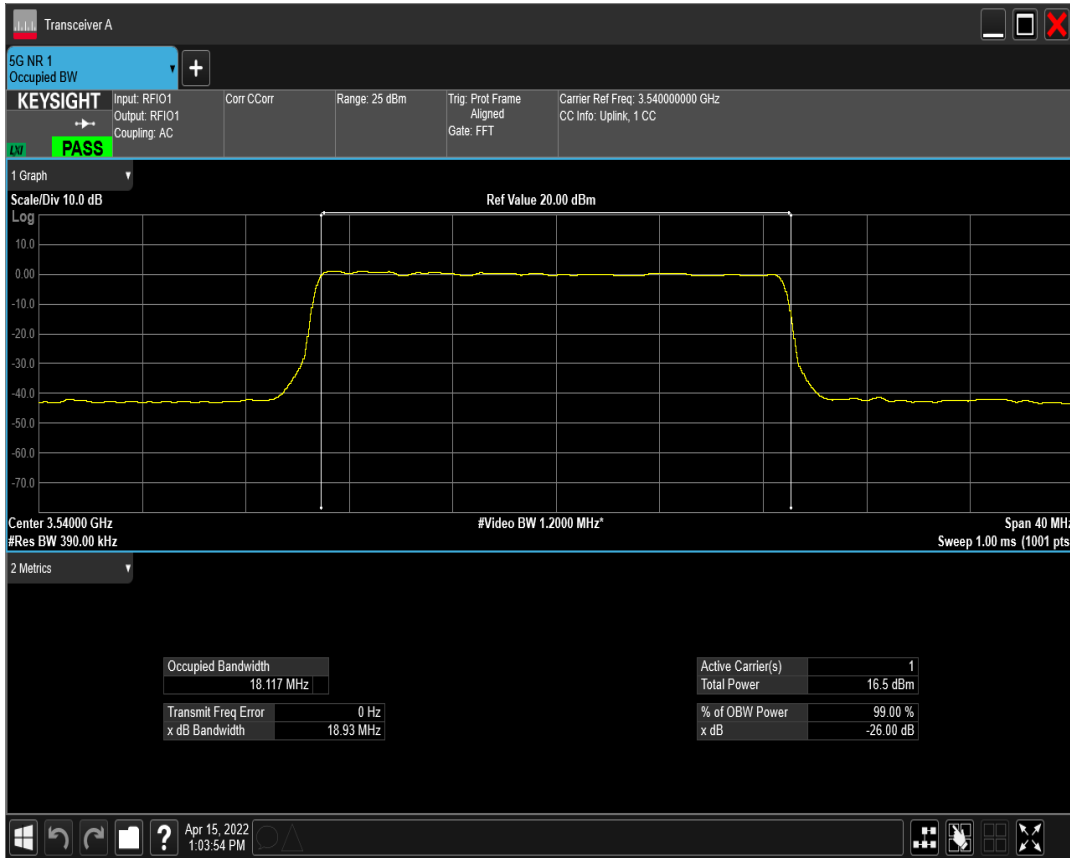 Transceiver A
5G NR 1
Occupied BW
+
KEYSIGHT
LXI
PASS
Input: RFIO1
Output: RFIO1
Coupling: AC
Corr CCorr
Range: 25 dBm
Trig: Prot Frame
Aligned
Gate: FFT
Carrier Ref Freq: 3.540000000 GHz
CC Info: Uplink, 1 CC
1 Graph
Scale/Div 10.0 dB
Ref Value 20.00 dBm
Log
10.0
0.00
-10.0
-20.0
-30.0
-40.0
-50.0
-60.0
-70.0
Center 3.54000 GHz
#Video BW 1.2000 MHz*
Span 40 MHz
#Res BW 390.00 kHz
Sweep 1.00 ms (1001 pts
2 Metrics
Occupied Bandwidth
18.117 MHz
Transmit Freq Error 0 Hz
x dB Bandwidth 18.93 MHz
Active Carrier(s) 1
Total Power 16.5 dBm
% of OBW Power 99.00 %
x dB -26.00 dB
?
Apr 15, 2022
1:03:54 PM